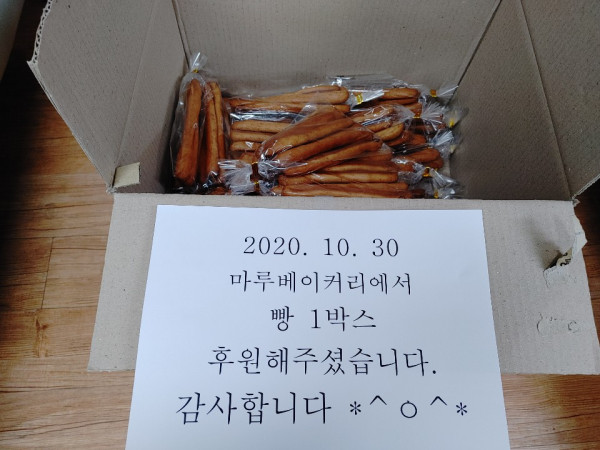 2020. 10. 30
마루베이커리에서
빵 1박스
후원해주셨습니다.
감사합니다 *^ㅇ^*